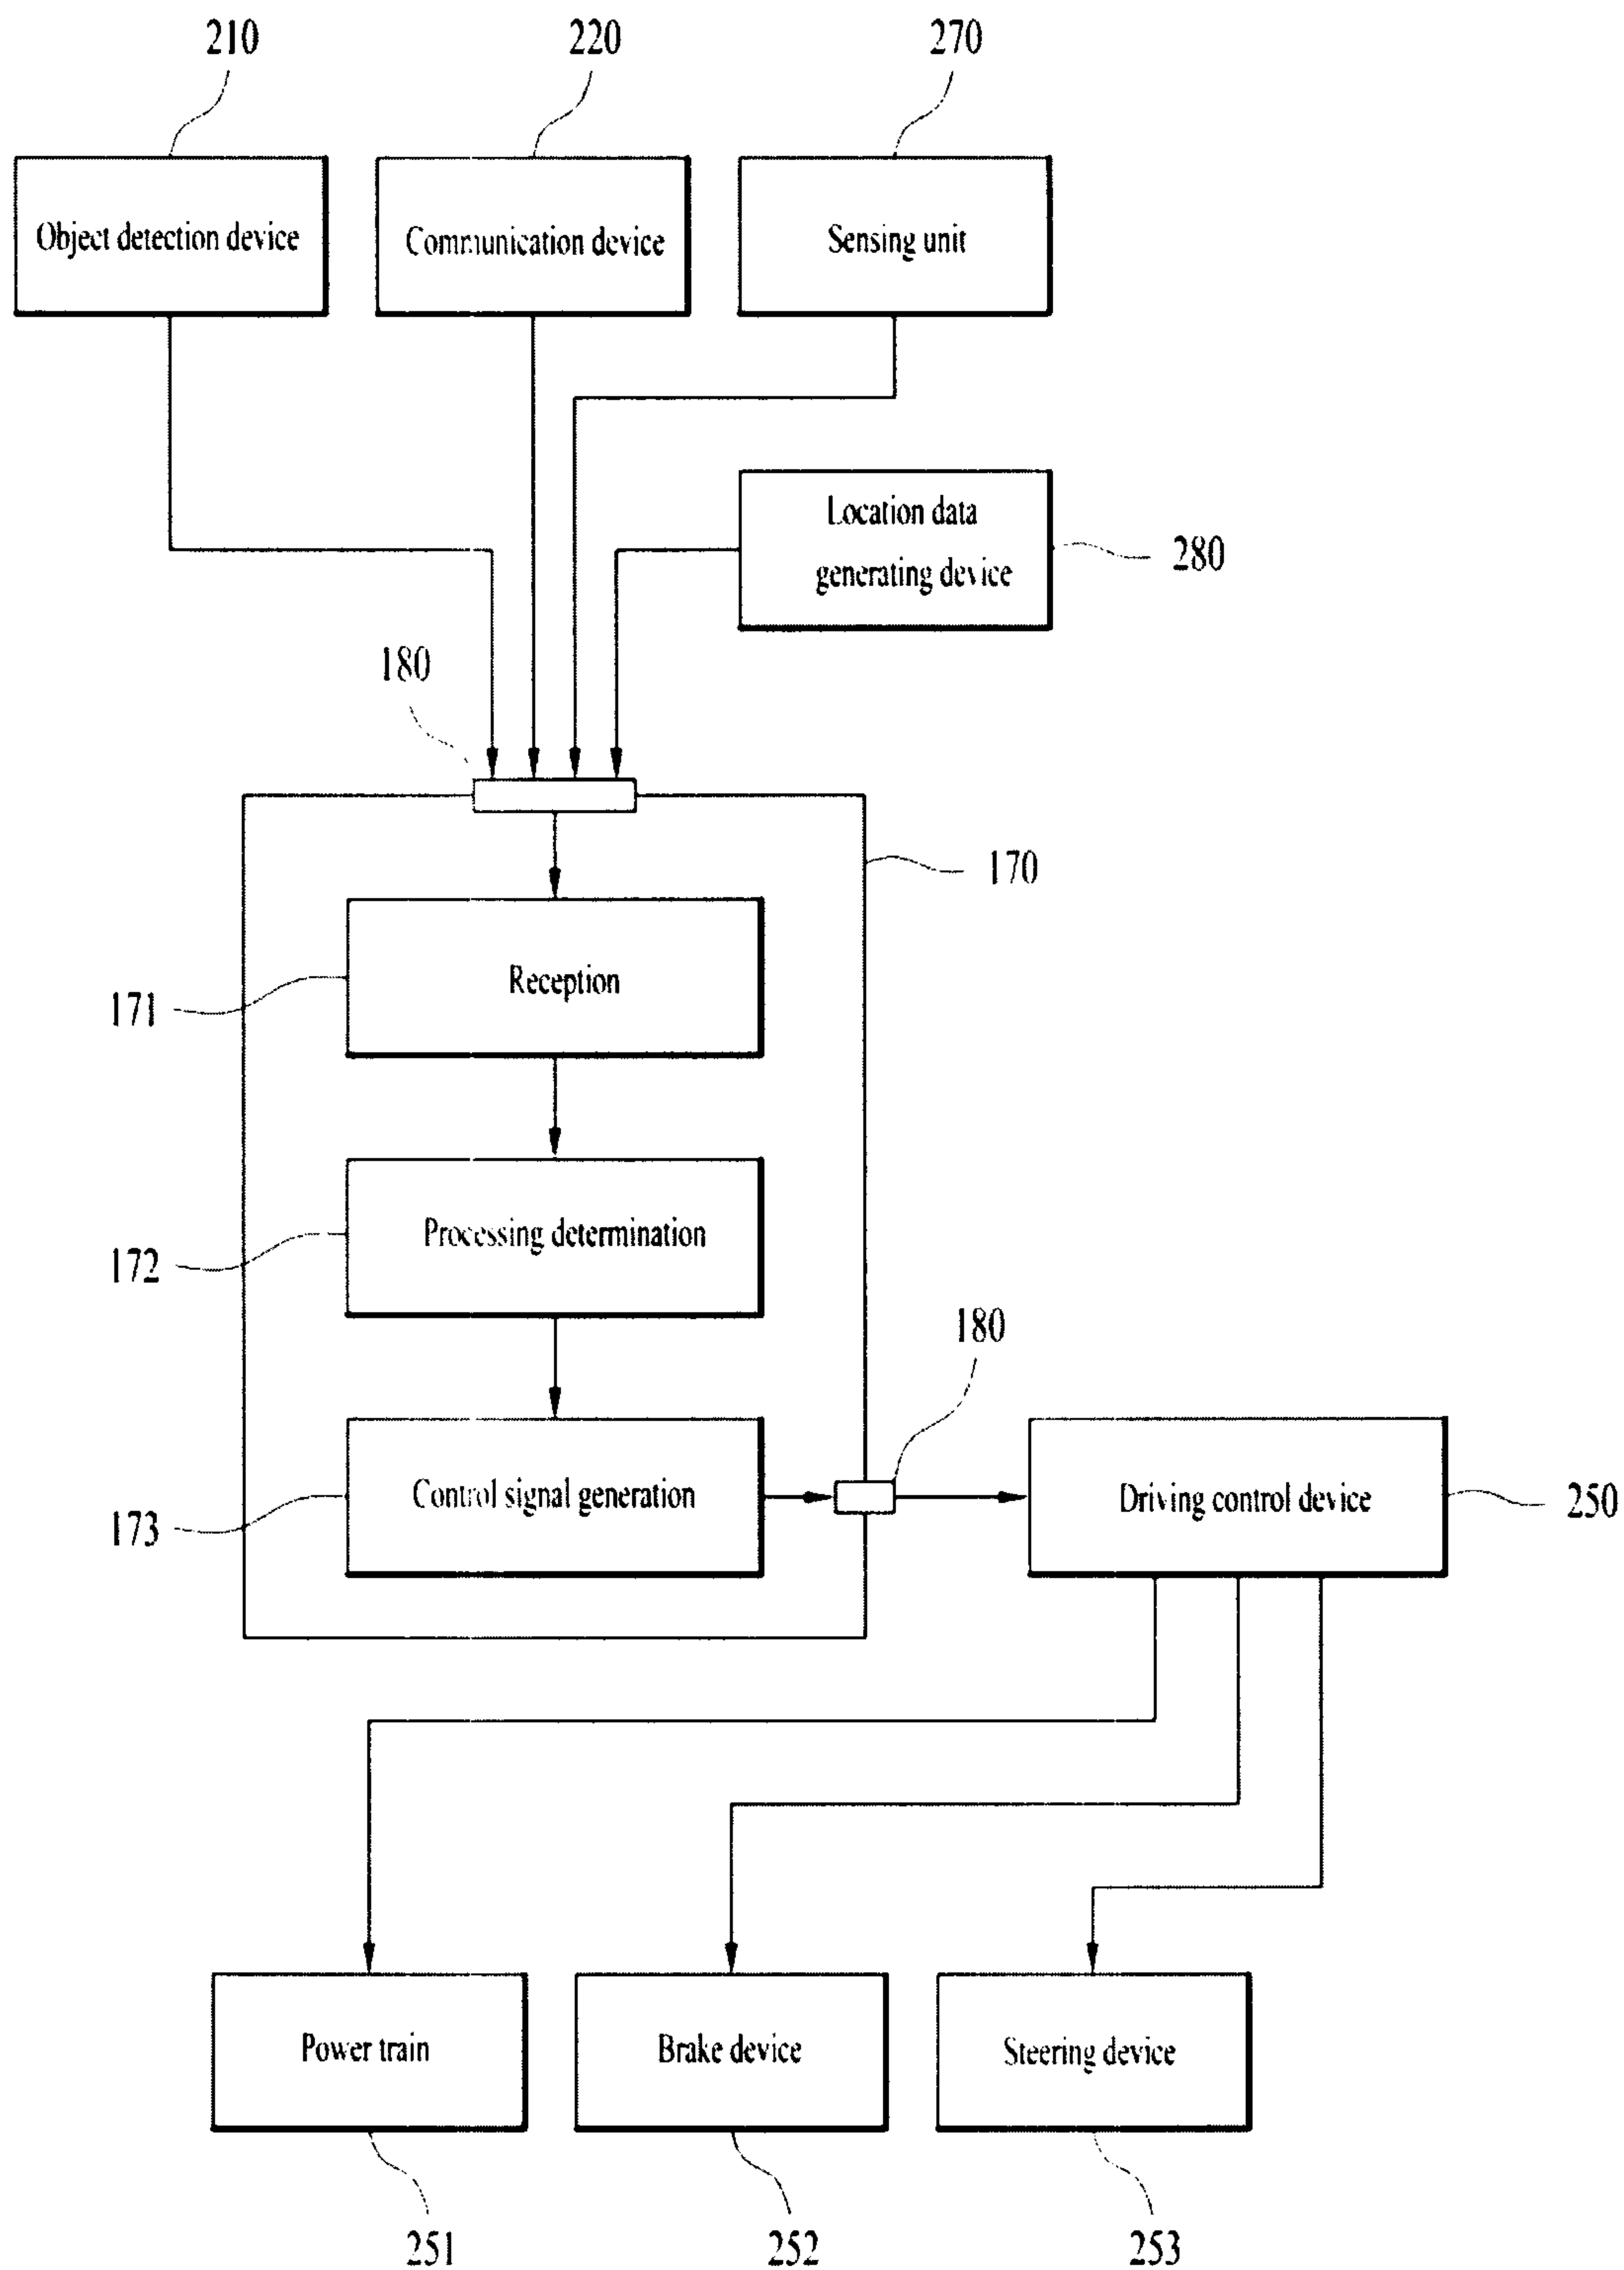 210
220
270
Object detection device
Communication device
Sensing unit
Location data
generating device
280
180
170
Reception
171
Processing determination
172
180
Control signal generation
173
Driving control device
250
Power train
Brake device
Steering device
251
252
253